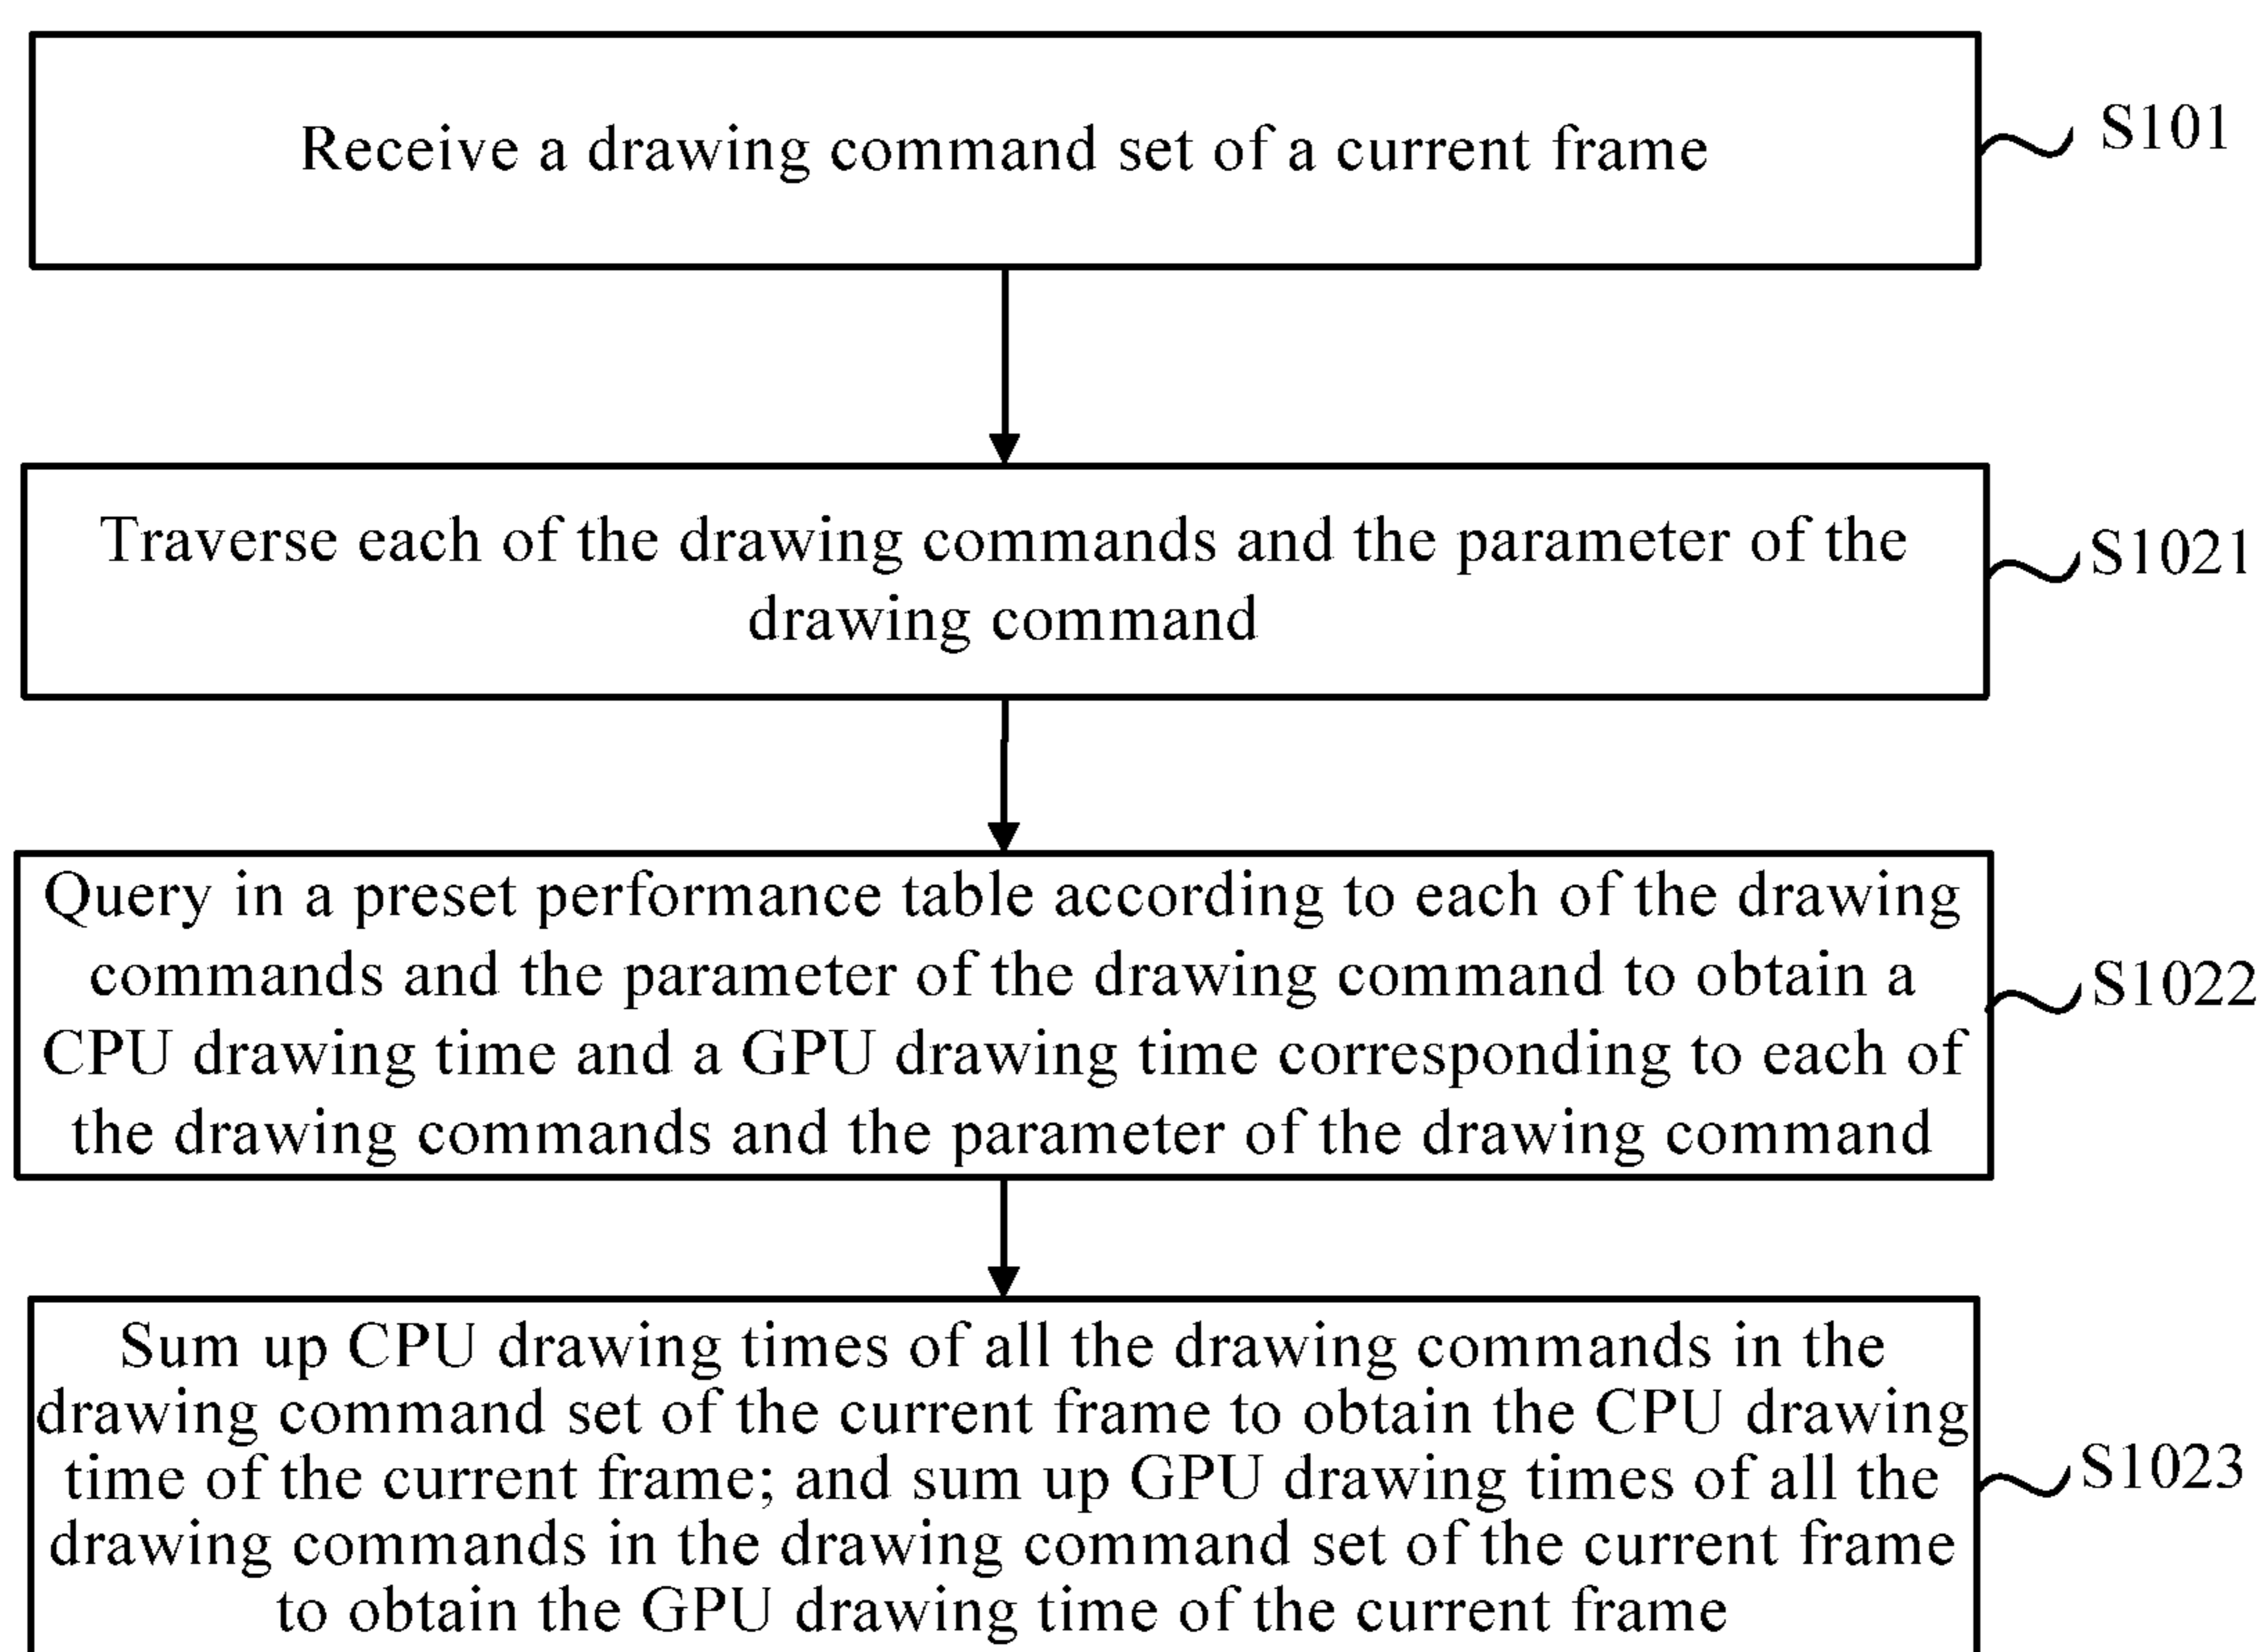 Receive a drawing command set of a current frame
S101
Traverse each of the drawing commands and the parameter of the
drawing command
S1021
Query in a preset performance table according to each of the drawing
commands and the parameter of the drawing command to obtain a
CPU drawing time and a GPU drawing time corresponding to each of
the drawing commands and the parameter of the drawing command
S1022
Sum up CPU drawing times of all the drawing commands in the
drawing command set of the current frame to obtain the CPU drawing
time of the current frame; and sum up GPU drawing times of all the
drawing commands in the drawing command set of the current frame
to obtain the GPU drawing time of the current frame
S1023